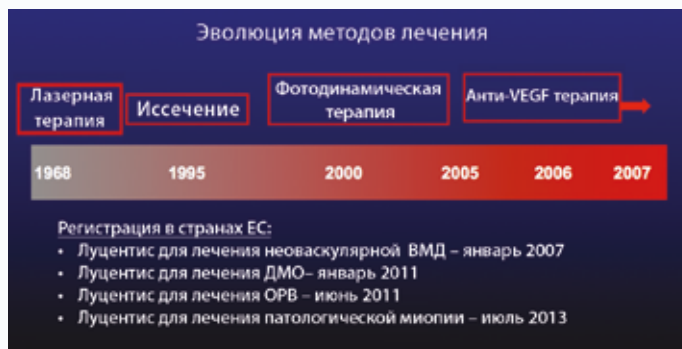 Эволюция методов лечения
Лазерная
терапия
Иссечение
Фотодинамическая
терапия
Анти-VEGF терапия
1968 1995 2000 2005 2006 2007
Регистрация в странах ЕС:
• Луцентис для лечения неоваскулярной ВМД – январь 2007
• Луцентис для лечения ДМО– январь 2011
• Луцентис для лечения ОРВ – июнь 2011
• Луцентис для лечения патологической миопии – июль 2013